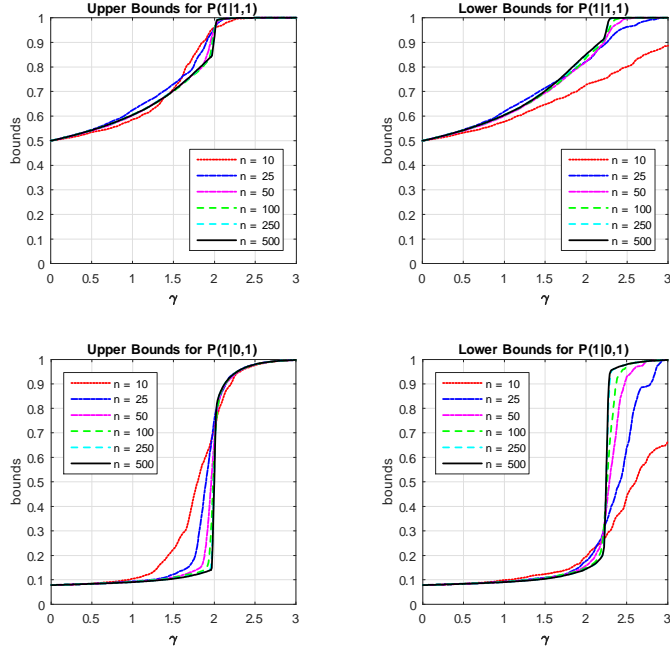 Upper Bounds for P(1|1,1)
1
0.9
0.8
0.7
0.6
0.5
0.4
0.3
0.2
0.1
0
bounds
n = 10
n = 25
n = 50
n = 100
n = 250
n = 500
0 0.5 1 1.5 2 2.5 3
γ
Lower Bounds for P(1|1,1)
1
0.9
0.8
0.7
0.6
0.5
0.4
0.3
0.2
0.1
0
bounds
n = 10
n = 25
n = 50
n = 100
n = 250
n = 500
0 0.5 1 1.5 2 2.5 3
γ
Upper Bounds for P(1|0,1)
1
0.9
0.8
0.7
0.6
0.5
0.4
0.3
0.2
0.1
0
bounds
n = 10
n = 25
n = 50
n = 100
n = 250
n = 500
0 0.5 1 1.5 2 2.5 3
γ
Lower Bounds for P(1|0,1)
1
0.9
0.8
0.7
0.6
0.5
0.4
0.3
0.2
0.1
0
bounds
n = 10
n = 25
n = 50
n = 100
n = 250
n = 500
0 0.5 1 1.5 2 2.5 3
γ